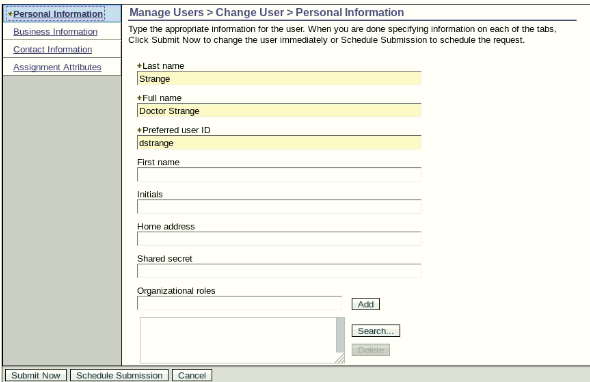 Personal Information
Business Information
Contact Information
Assignment Attributes
Manage Users > Change User > Personal Information
Type the appropriate information for the user. When you are done specifying information on each of the tabs,
Click Submit Now to change the user immediately or Schedule Submission to schedule the request.
Last name
Strange
Full name
Doctor Strange
Preferred user ID
dstrange
First name
Initials
Home address
Shared secret
Organizational roles
Add
Search...
Delete
Submit Now Schedule Submission Cancel